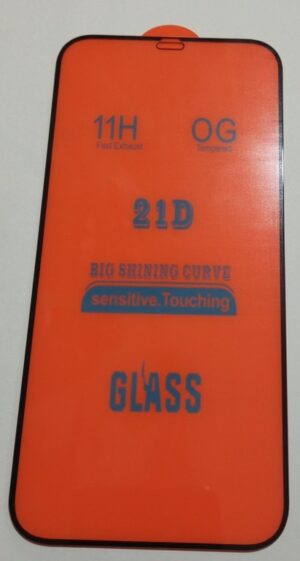 11H OG
Fast Exhaust Tempered
21D
BIG SHINING CURVE
sensitive.Touching
GLASS